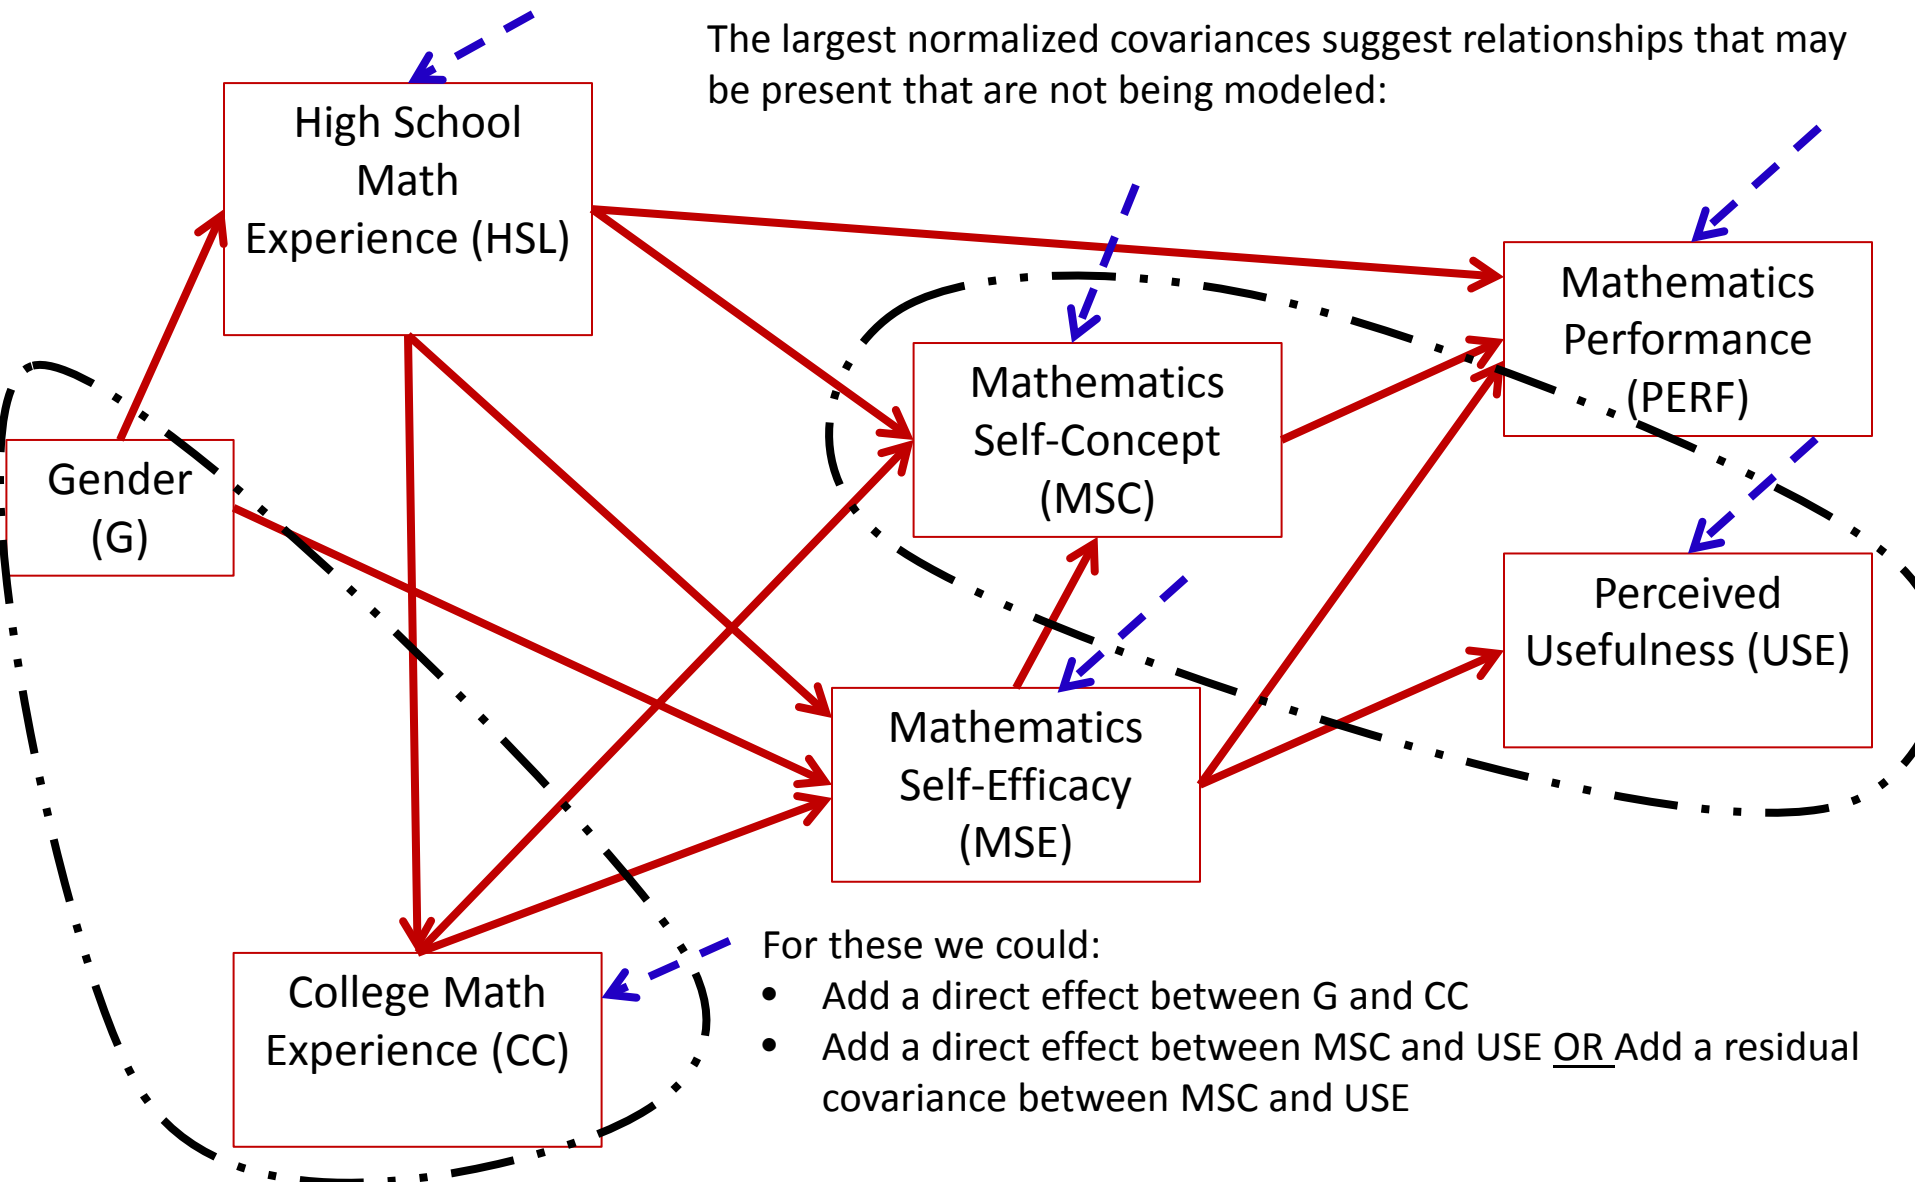 The largest normalized covariances suggest relationships that may
be present that are not being modeled:
High School
Math
Experience (HSL)
Mathematics
Performance
(PERF)
Mathematics
Self-Concept
(MSC)
Gender
(G)
Perceived
Usefulness (USE)
Mathematics
Self-Efficacy
(MSE)
College Math
Experience (CC)
For these we could:
• Add a direct effect between G and CC
• Add a direct effect between MSC and USE OR Add a residual
covariance between MSC and USE